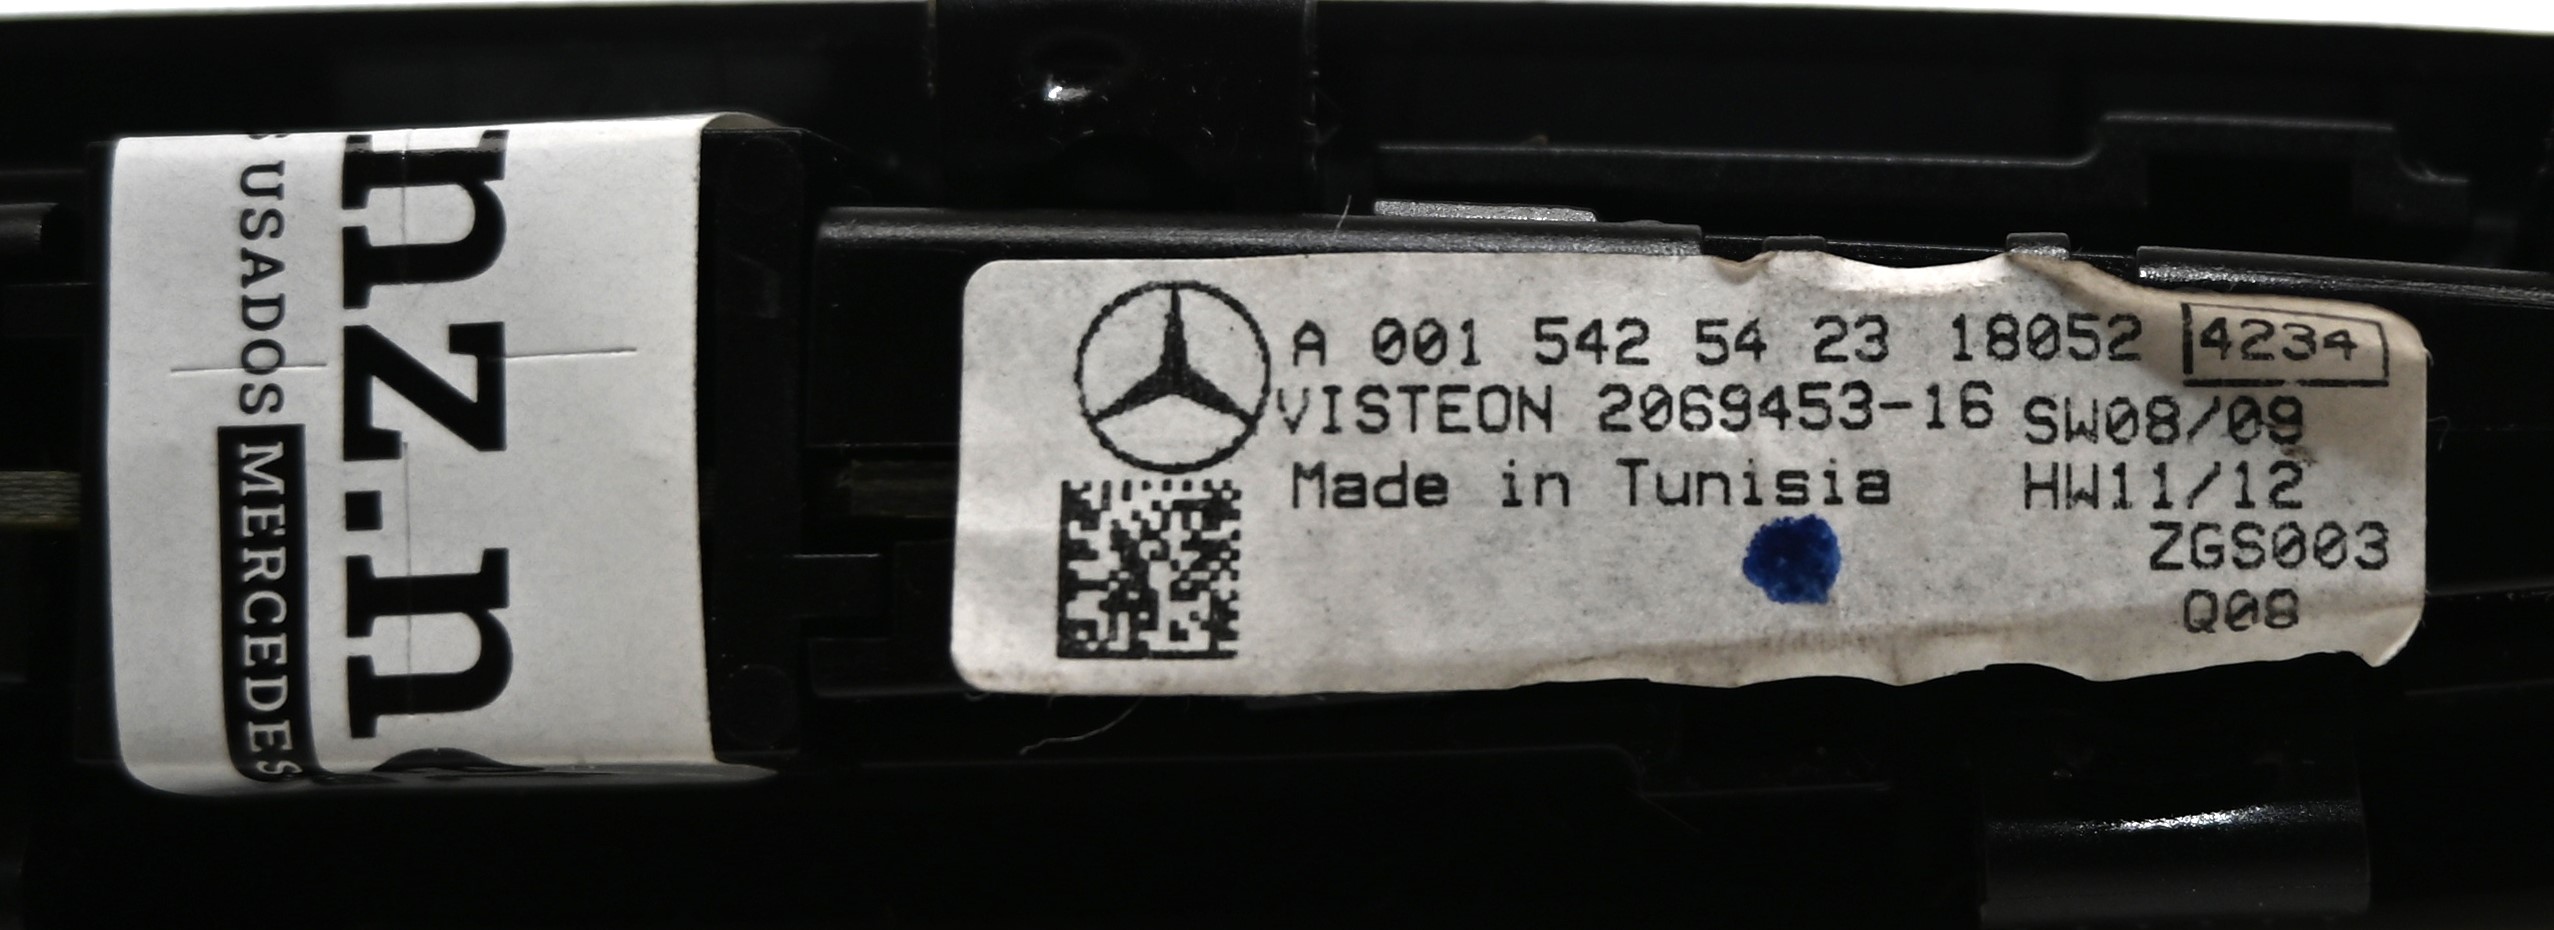 USADOS MERCEDES
nz.n
A 001 542 54 23 18052 4234
VISTEON 2069453-16 SW08/09
Made in Tunisia HW11/12
ZGS003
Q08